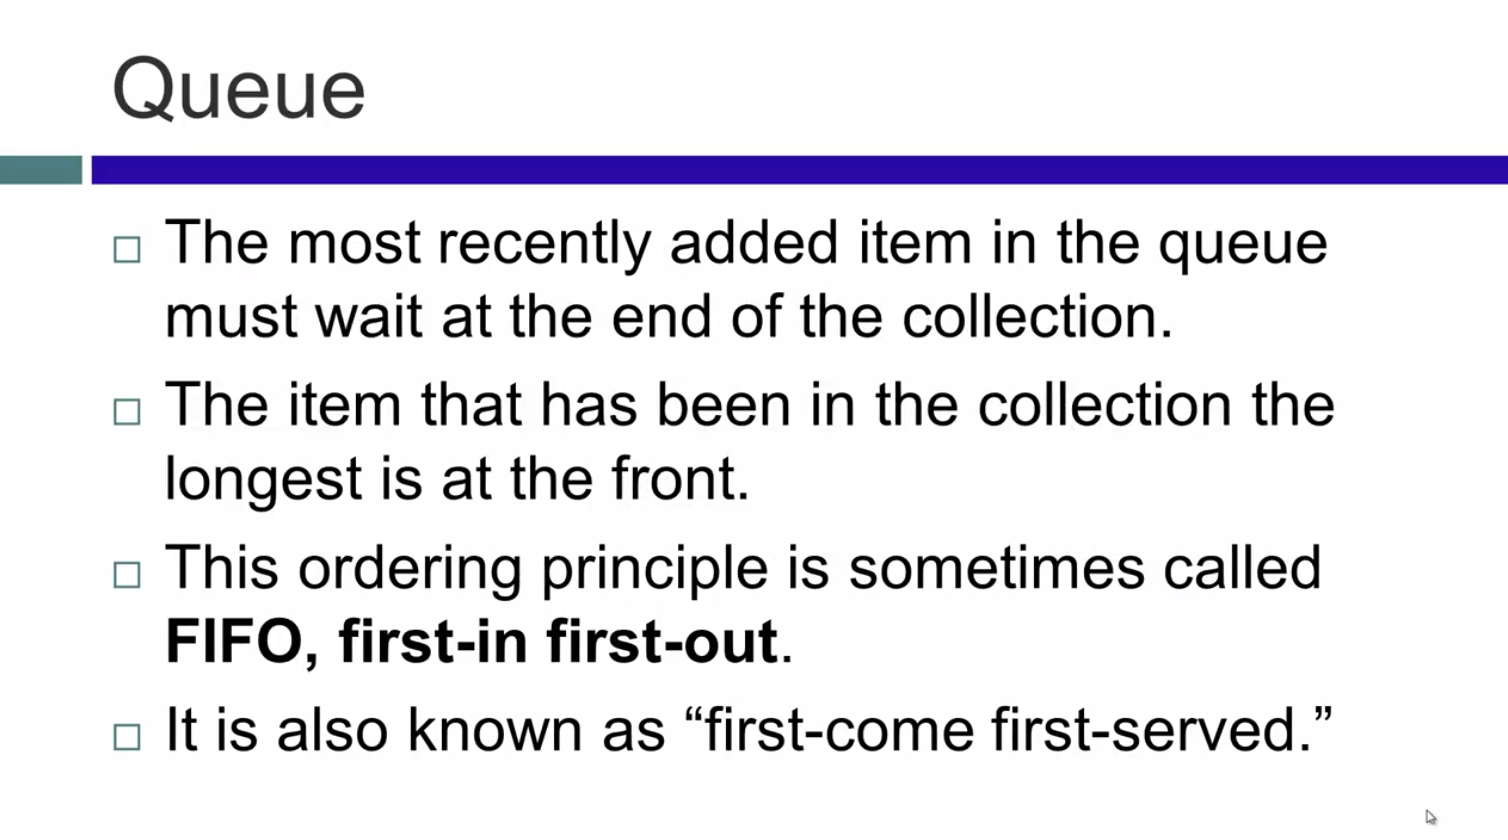 Queue
The most recently added item in the queue
must wait at the end of the collection.
The item that has been in the collection the
longest is at the front.
This ordering principle is sometimes called
FIFO, first-in first-out.
It is also known as “first-come first-served.”